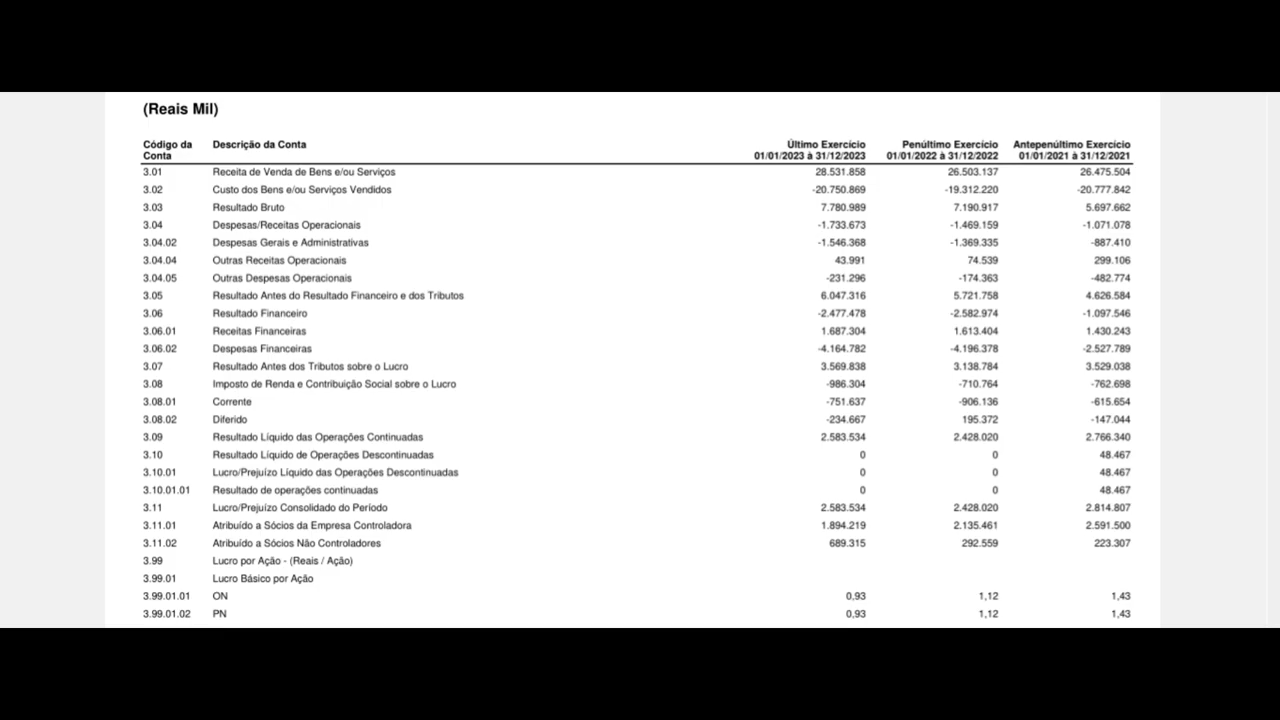 (Reais Mil)
Código da Conta Descrição da Conta Último Exercício 01/01/2023 à 31/12/2023 Penúltimo Exercício 01/01/2022 à 31/12/2022 Antepenúltimo Exercício 01/01/2021 à 31/12/2021
3.01 Receita de Venda de Bens e/ou Serviços 28.531.858 26.503.137 26.475.504
3.02 Custo dos Bens e/ou Serviços Vendidos -20.750.869 -19.312.220 -20.777.842
3.03 Resultado Bruto 7.780.989 7.190.917 5.697.662
3.04 Despesas/Receitas Operacionais -1.733.673 -1.469.159 -1.071.078
3.04.02 Despesas Gerais e Administrativas -1.546.368 -1.369.335 -887.410
3.04.04 Outras Receitas Operacionais 43.991 74.539 299.106
3.04.05 Outras Despesas Operacionais -231.296 -174.363 -482.774
3.05 Resultado Antes do Resultado Financeiro e dos Tributos 6.047.316 5.721.758 4.626.584
3.06 Resultado Financeiro -2.477.478 -2.582.974 -1.097.546
3.06.01 Receitas Financeiras 1.687.304 1.613.404 1.430.243
3.06.02 Despesas Financeiras -4.164.782 -4.196.378 -2.527.789
3.07 Resultado Antes dos Tributos sobre o Lucro 3.569.838 3.138.784 3.529.038
3.08 Imposto de Renda e Contribuição Social sobre o Lucro -986.304 -710.764 -762.698
3.08.01 Corrente -751.637 -906.136 -615.654
3.08.02 Diferido -234.667 195.372 -147.044
3.09 Resultado Líquido das Operações Continuadas 2.583.534 2.428.020 2.766.340
3.10 Resultado Líquido de Operações Descontinuadas 0 0 48.467
3.10.01 Lucro/Prejuízo Líquido das Operações Descontinuadas 0 0 48.467
3.10.01.01 Resultado de operações continuadas 0 0 48.467
3.11 Lucro/Prejuízo Consolidado do Período 2.583.534 2.428.020 2.814.807
3.11.01 Atribuído a Sócios da Empresa Controladora 1.894.219 2.135.461 2.591.500
3.11.02 Atribuído a Sócios Não Controladores 689.315 292.559 223.307
3.99 Lucro por Ação - (Reais / Ação)
3.99.01 Lucro Básico por Ação
3.99.01.01 ON 0,93 1,12 1,43
3.99.01.02 PN 0,93 1,12 1,43